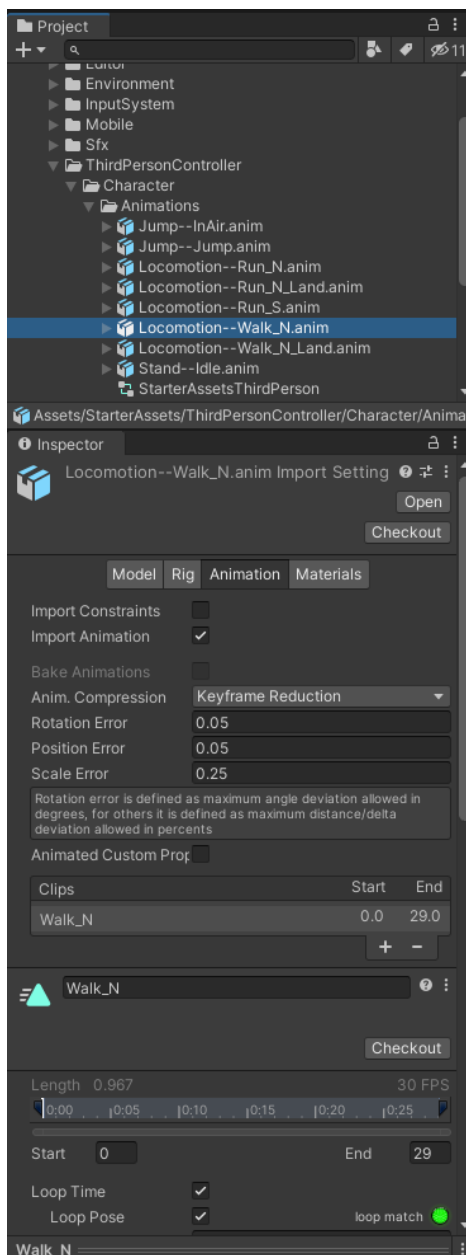 Project
11
Editor
Environment
InputSystem
Mobile
Sfx
ThirdPersonController
Character
Animations
Jump--InAir.anim
Jump--Jump.anim
Locomotion--Run_N.anim
Locomotion--Run_N_Land.anim
Locomotion--Run_S.anim
Locomotion--Walk_N.anim
Locomotion--Walk_N_Land.anim
Stand--Idle.anim
StarterAssetsThirdPerson
Assets/StarterAssets/ThirdPersonController/Character/Anima
Inspector
Locomotion--Walk_N.anim Import Setting
Open
Checkout
Model Rig Animation Materials
Import Constraints
Import Animation
Bake Animations
Anim. Compression Keyframe Reduction
Rotation Error 0.05
Position Error 0.05
Scale Error 0.25
Rotation error is defined as maximum angle deviation allowed in
degrees, for others it is defined as maximum distance/delta
deviation allowed in percents
Animated Custom Prop
Clips Start End
Walk_N 0.0 29.0
Walk_N
Checkout
Length 0.967 30 FPS
0:00 0:05 0:10 0:15 0:20 0:25
Start 0 End 29
Loop Time
Loop Pose loop match
Walk_N